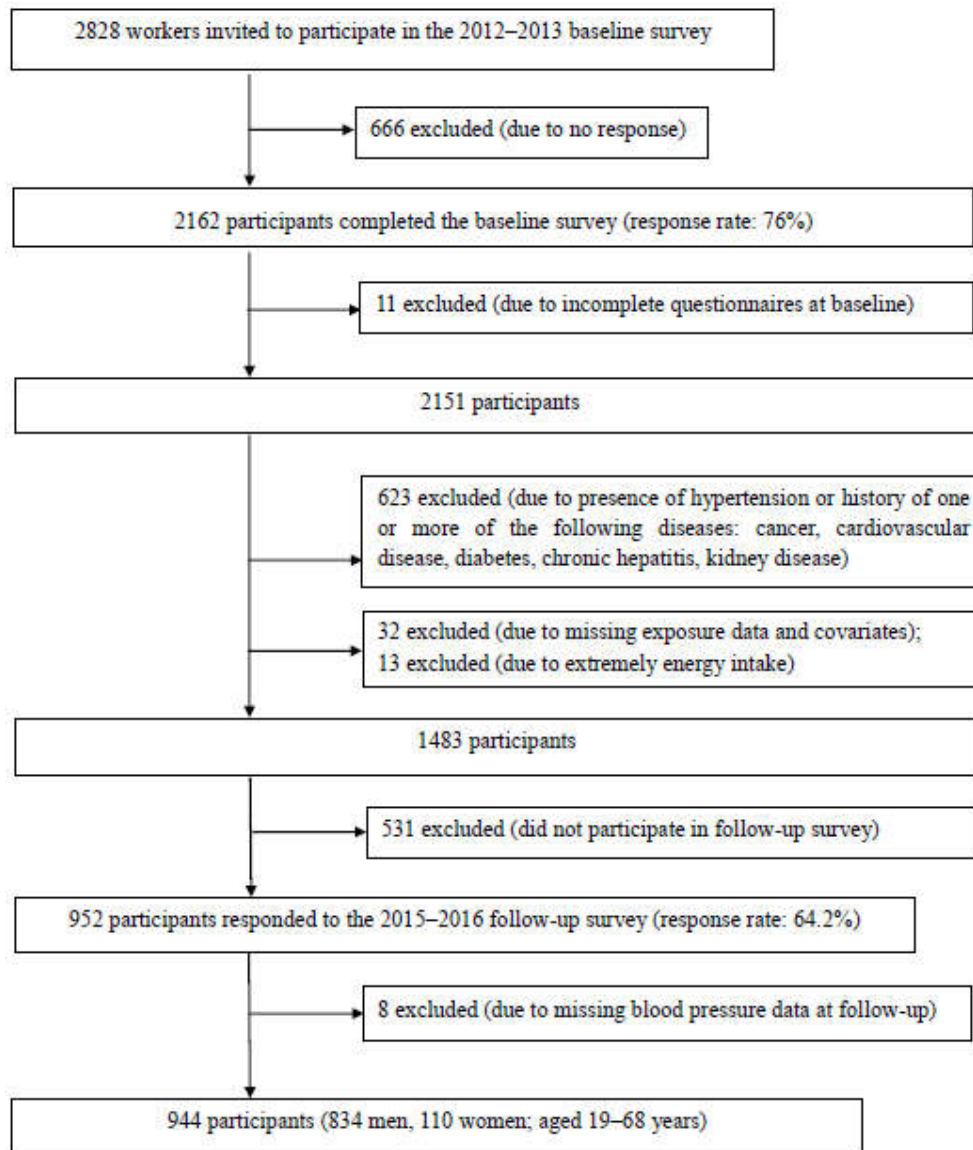 2828 workers invited to participate in the 2012–2013 baseline survey
666 excluded (due to no response)
2162 participants completed the baseline survey (response rate: 76%)
11 excluded (due to incomplete questionnaires at baseline)
2151 participants
623 excluded (due to presence of hypertension or history of one
or more of the following diseases: cancer, cardiovascular
disease, diabetes, chronic hepatitis, kidney disease)
32 excluded (due to missing exposure data and covariates);
13 excluded (due to extremely energy intake)
1483 participants
531 excluded (did not participate in follow-up survey)
952 participants responded to the 2015–2016 follow-up survey (response rate: 64.2%)
8 excluded (due to missing blood pressure data at follow-up)
944 participants (834 men, 110 women; aged 19–68 years)